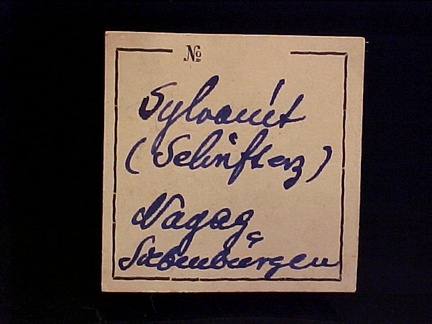 №
Sylvanit
(Schrifterz)
Nagyag,
Siebenbürgen